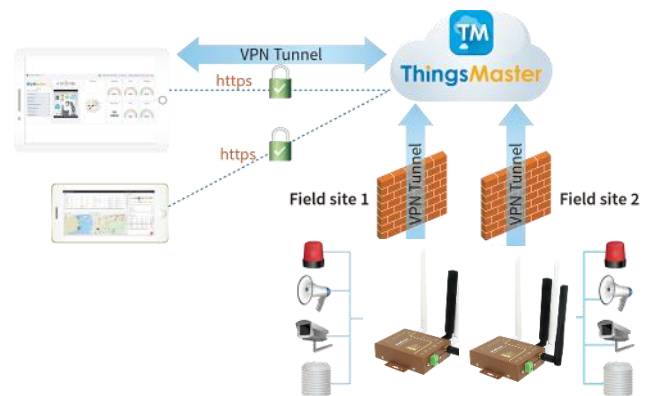 TM
VPN Tunnel
ThingsMaster
https
https
VPN Tunnel
VPN Tunnel
Field site 1
Field site 2